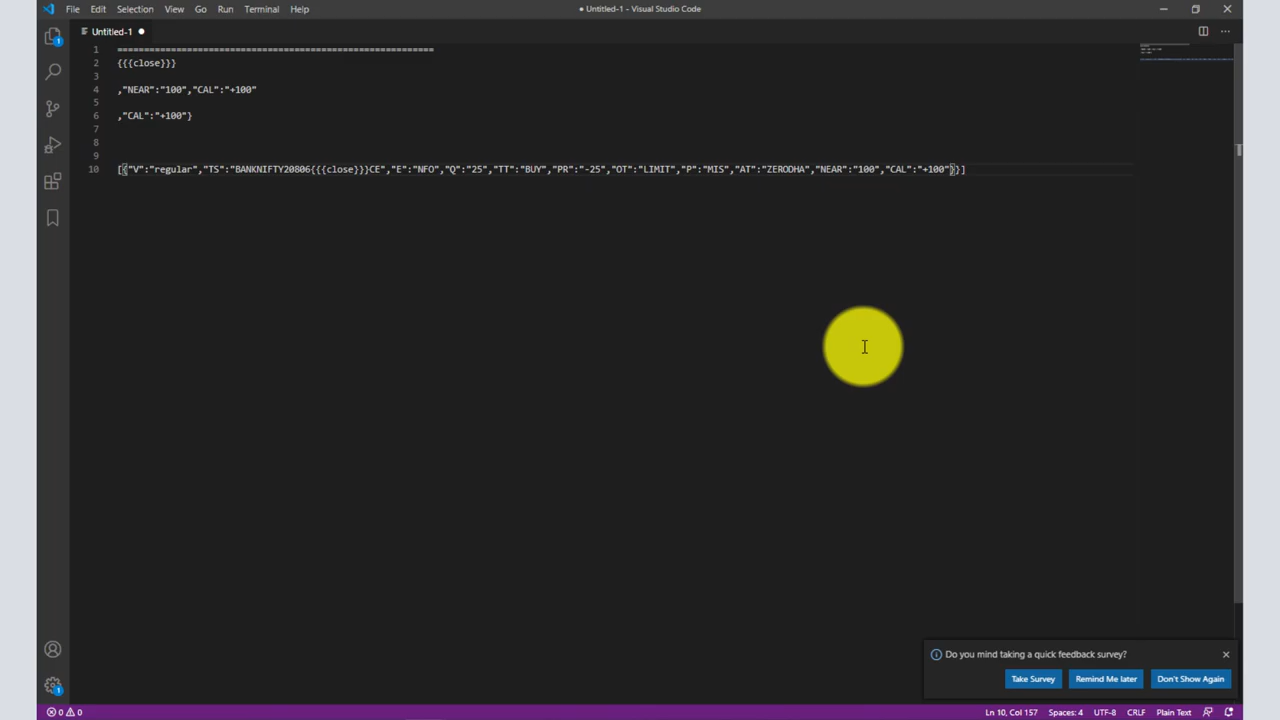 File Edit Selection View Go Run Terminal Help
● Untitled-1 - Visual Studio Code
Untitled-1 ●
1 ============================================================
2 {{{close}}}
3
4 ,"NEAR":"100","CAL":"+100"
5
6 ,"CAL":"+100"}
7
8
9
10 [{"V":"regular","TS":"BANKNIFTY20806{{{close}}}CE","E":"NFO","Q":"25","TT":"BUY","PR":"-25","OT":"LIMIT","P":"MIS","AT":"ZERODHA","NEAR":"100","CAL":"+100"}}]
Do you mind taking a quick feedback survey?
Take Survey Remind Me later Don't Show Again
1
1
0 0 Ln 10, Col 157 Spaces: 4 UTF-8 CRLF Plain Text